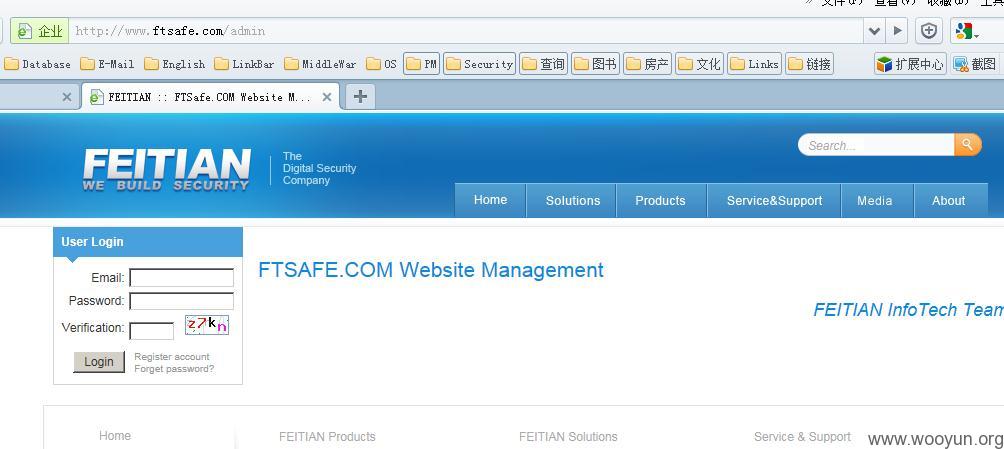 文件(F) 查看(V) 收藏(B) 工具
企业 http://www.ftsafe.com/admin
Database E-Mail English LinkBar MiddleWar OS PM Security 查询 图书 房产 文化 Links 链接 扩展中心 截图
FEITIAN :: FTSafe.COM Website M...
FEITIAN
WE BUILD SECURITY
The
Digital Security
Company
Search...
Home Solutions Products Service&Support Media About
User Login
Email:
Password:
Verification: z7kn
Login
Register account
Forget password?
FTSAFE.COM Website Management
FEITIAN InfoTech Team
Home FEITIAN Products FEITIAN Solutions Service & Support
www.wooyun.org